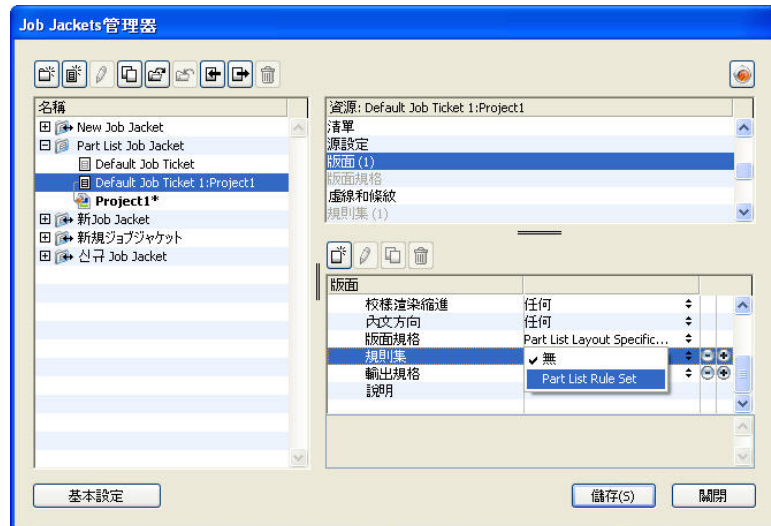 Job Jackets管理器
名稱
New Job Jacket
Part List Job Jacket
Default Job Ticket
Default Job Ticket 1:Project1
Project1*
新Job Jacket
新規ジョブジャケット
신규 Job Jacket
資源: Default Job Ticket 1:Project1
清單
源設定
版面 (1)
版面規格
虛線和條紋
規則集 (1)
版面
校樣渲染縮進 任何
內文方向 任何
版面規格 Part List Layout Specific...
規則集
無
Part List Rule Set
輸出規格
說明
基本設定
儲存(S)
關閉